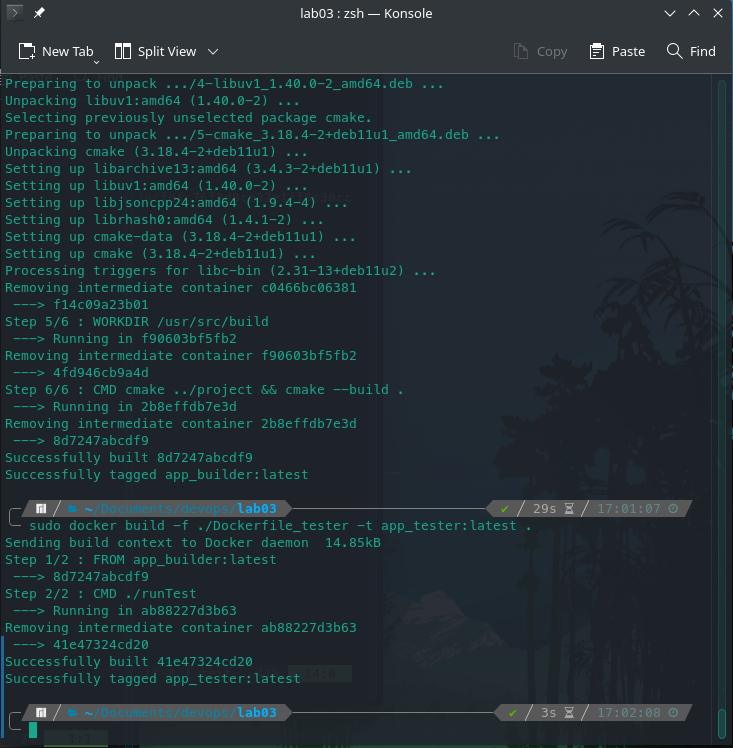 lab03 : zsh — Konsole
New Tab Split View Copy Paste Find
Preparing to unpack .../4-libuv1_1.40.0-2_amd64.deb ...
Unpacking libuv1:amd64 (1.40.0-2) ...
Selecting previously unselected package cmake.
Preparing to unpack .../5-cmake_3.18.4-2+deb11u1_amd64.deb ...
Unpacking cmake (3.18.4-2+deb11u1) ...
Setting up libarchive13:amd64 (3.4.3-2+deb11u1) ...
Setting up libuv1:amd64 (1.40.0-2) ...
Setting up libjsoncpp24:amd64 (1.9.4-4) ...
Setting up librhash0:amd64 (1.4.1-2) ...
Setting up cmake-data (3.18.4-2+deb11u1) ...
Setting up cmake (3.18.4-2+deb11u1) ...
Processing triggers for libc-bin (2.31-13+deb11u2) ...
Removing intermediate container c0466bc06381
 ---> f14c09a23b01
Step 5/6 : WORKDIR /usr/src/build
 ---> Running in f90603bf5fb2
Removing intermediate container f90603bf5fb2
 ---> 4fd946cb9a4d
Step 6/6 : CMD cmake ../project && cmake --build .
 ---> Running in 2b8effdb7e3d
Removing intermediate container 2b8effdb7e3d
 ---> 8d7247abcdf9
Successfully built 8d7247abcdf9
Successfully tagged app_builder:latest
~/Documents/devops/lab03 ✔ 29s 17:01:07
sudo docker build -f ./Dockerfile_tester -t app_tester:latest .
Sending build context to Docker daemon  14.85kB
Step 1/2 : FROM app_builder:latest
 ---> 8d7247abcdf9
Step 2/2 : CMD ./runTest
 ---> Running in ab88227d3b63
Removing intermediate container ab88227d3b63
 ---> 41e47324cd20
Successfully built 41e47324cd20
Successfully tagged app_tester:latest
~/Documents/devops/lab03 ✔ 3s 17:02:08